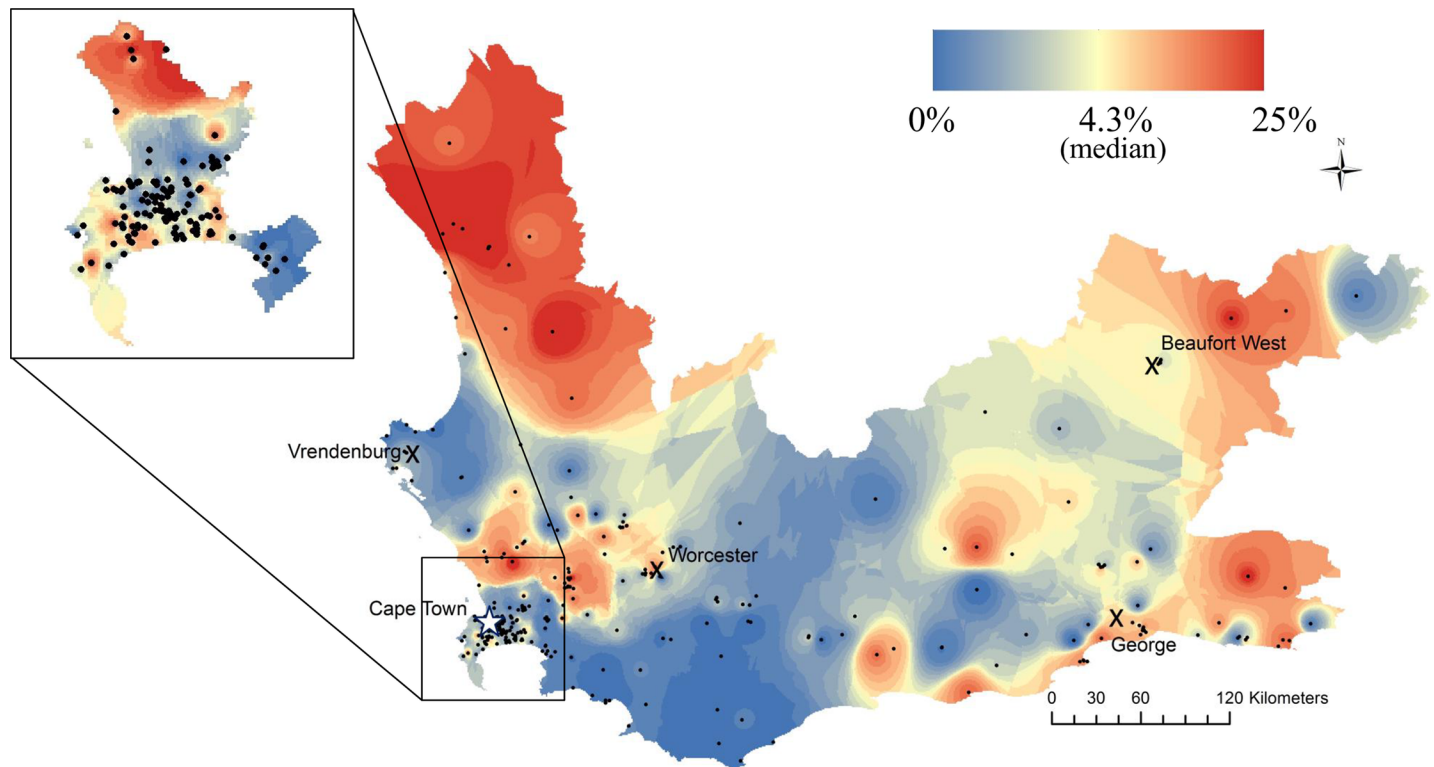 0%
4.3%
25%
(median)
N
Beaufort West
Vrendenburg
Worcester
Cape Town
George
0 30 60 120 Kilometers